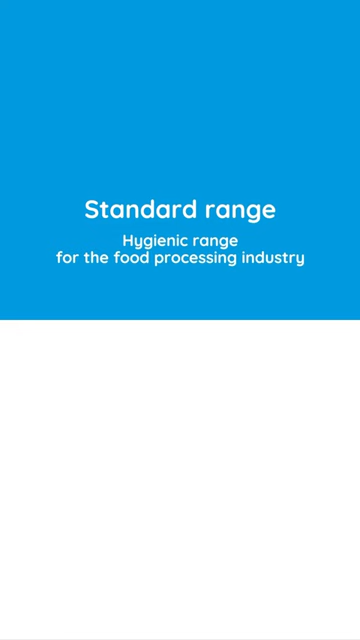 Standard range
Hygienic range
for the food processing industry